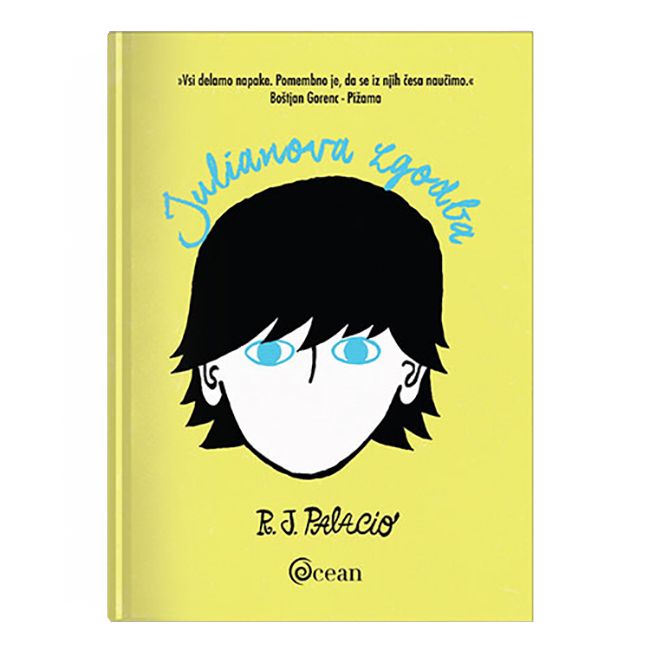 »Vsi delamo napake. Pomembno je, da se iz njih česa naučimo.«
Boštjan Gorenc - Pižama
Julianova zgodba
R. J. PALACIO
Ocean